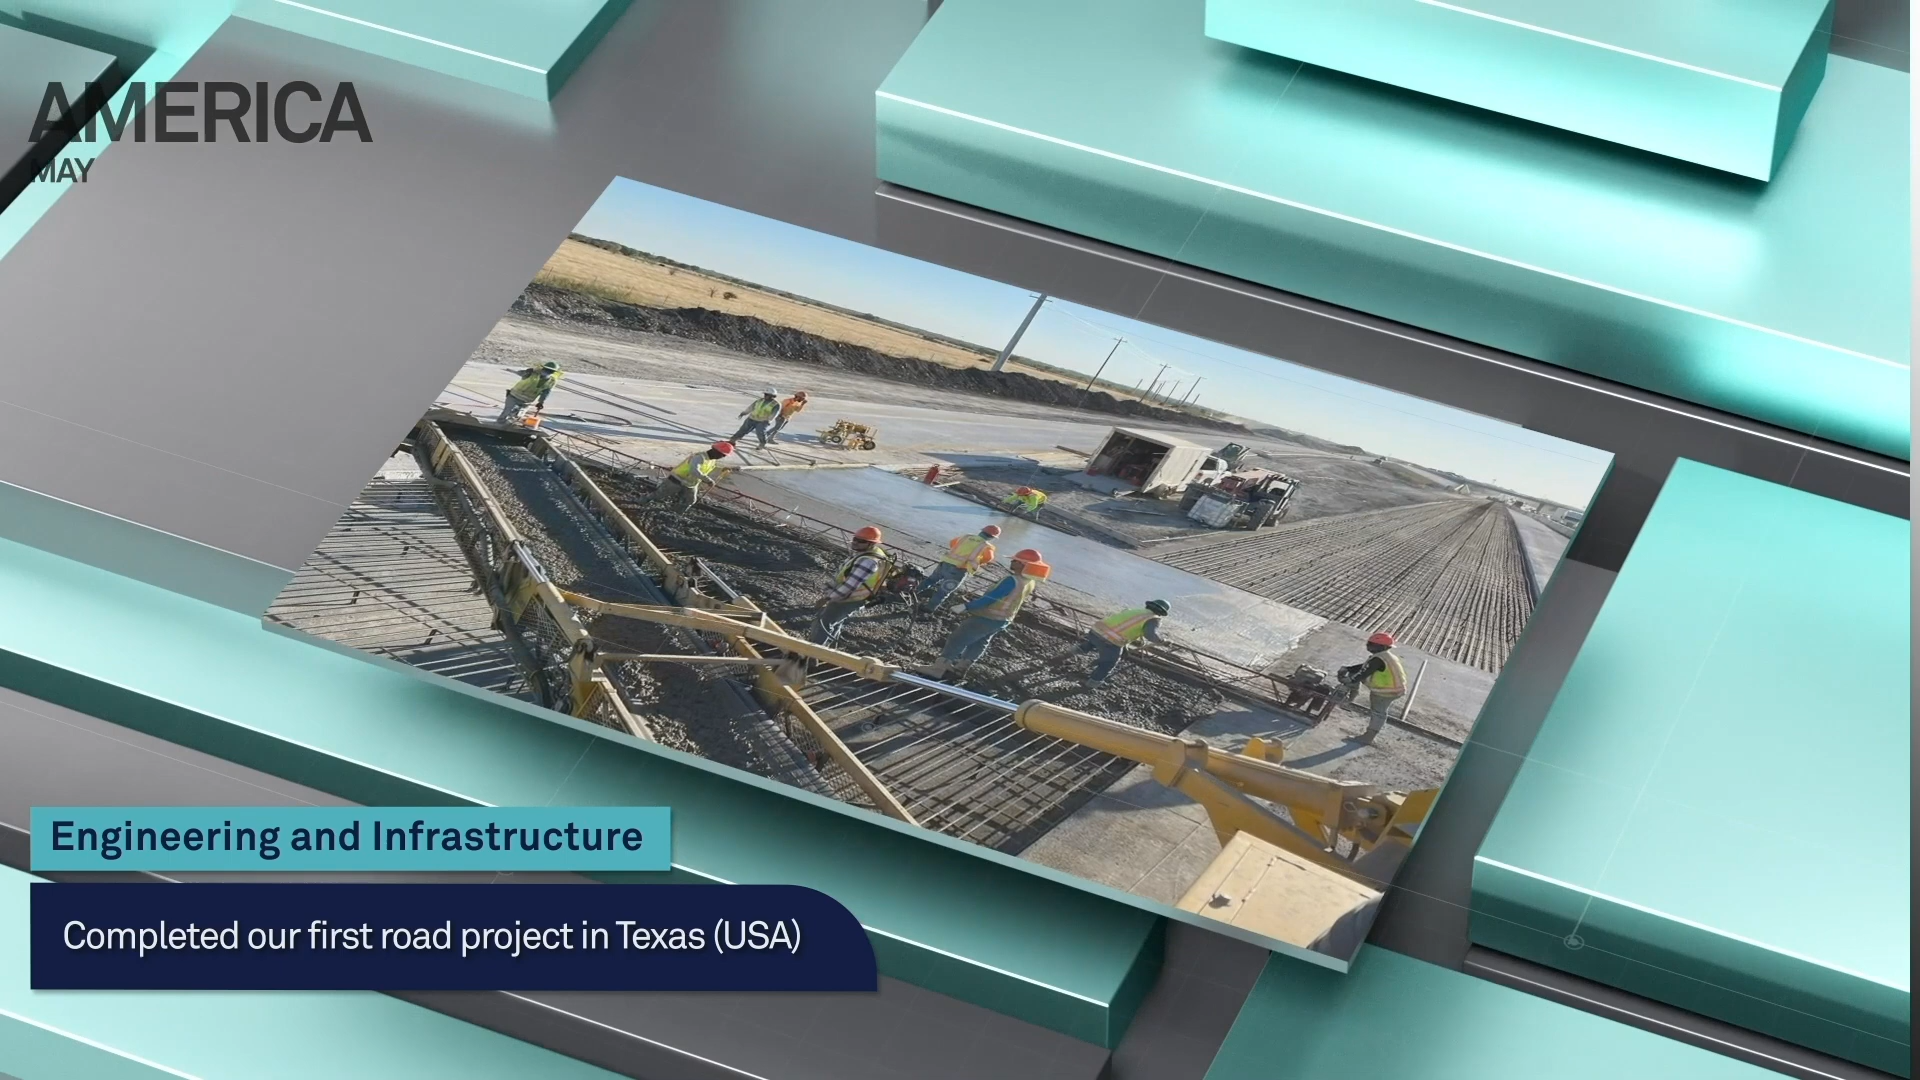 AMERICA
MAY
Engineering and Infrastructure
Completed our first road project in Texas (USA)